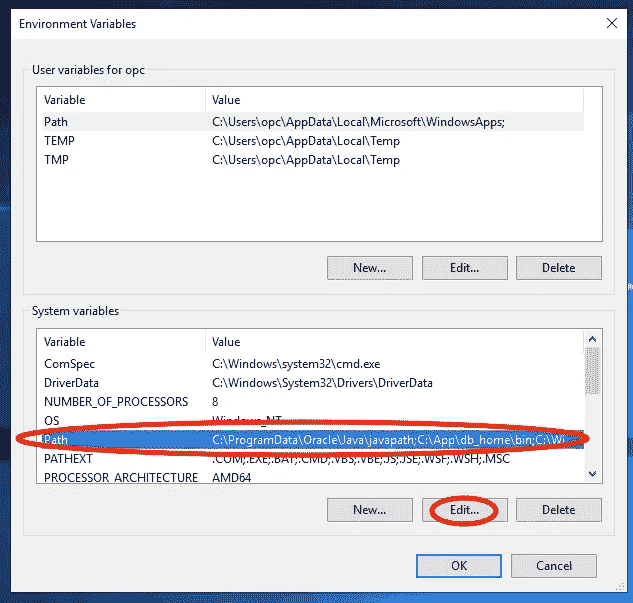 Environment Variables
User variables for opc
Variable Value
Path C:\Users\opc\AppData\Local\Microsoft\WindowsApps;
TEMP C:\Users\opc\AppData\Local\Temp
TMP C:\Users\opc\AppData\Local\Temp
New... Edit... Delete
System variables
Variable Value
ComSpec C:\Windows\system32\cmd.exe
DriverData C:\Windows\System32\Drivers\DriverData
NUMBER_OF_PROCESSORS 8
OS Windows_NT
Path C:\ProgramData\Oracle\Java\javapath;C:\App\db_home\bin;C:\Wi
PATHEXT .COM;.EXE;.BAT;.CMD;.VBS;.VBE;.JS;.JSE;.WSF;.WSH;.MSC
PROCESSOR_ARCHITECTURE AMD64
New... Edit... Delete
OK Cancel